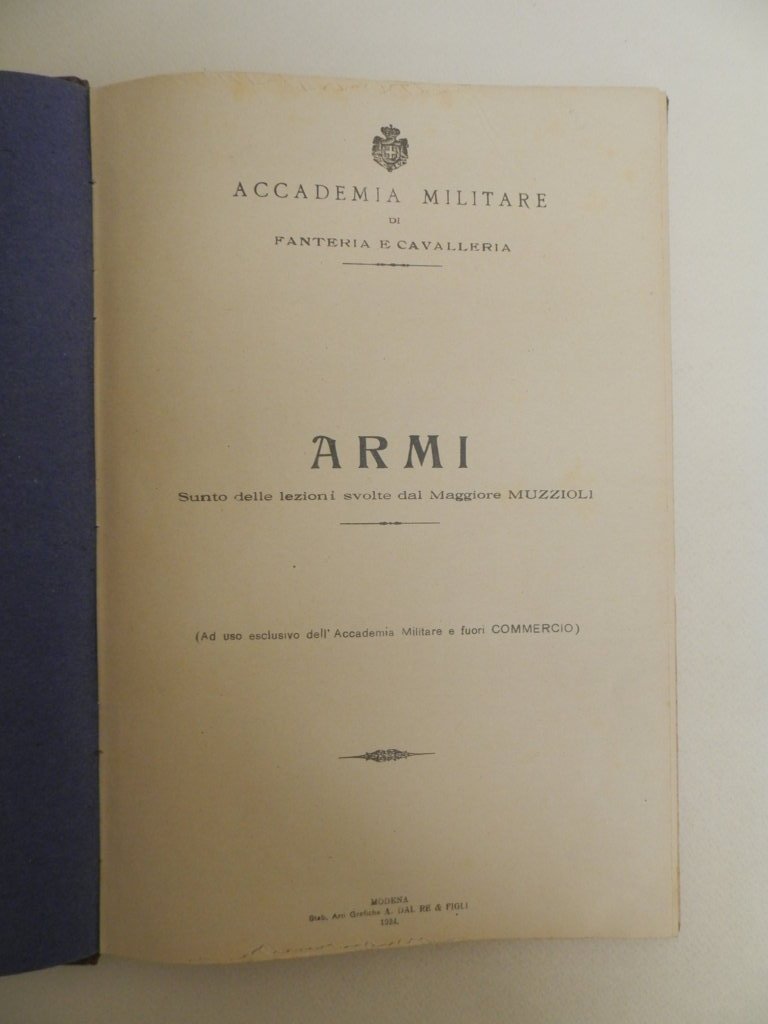 ACCADEMIA MILITARE
DI
FANTERIA E CAVALLERIA
ARMI
Sunto delle lezioni svolte dal Maggiore MUZZIOLI
(Ad uso esclusivo dell' Accademia Militare e fuori COMMERCIO)
MODENA
Stab. Arti Grafiche A. DAL RE & FIGLI